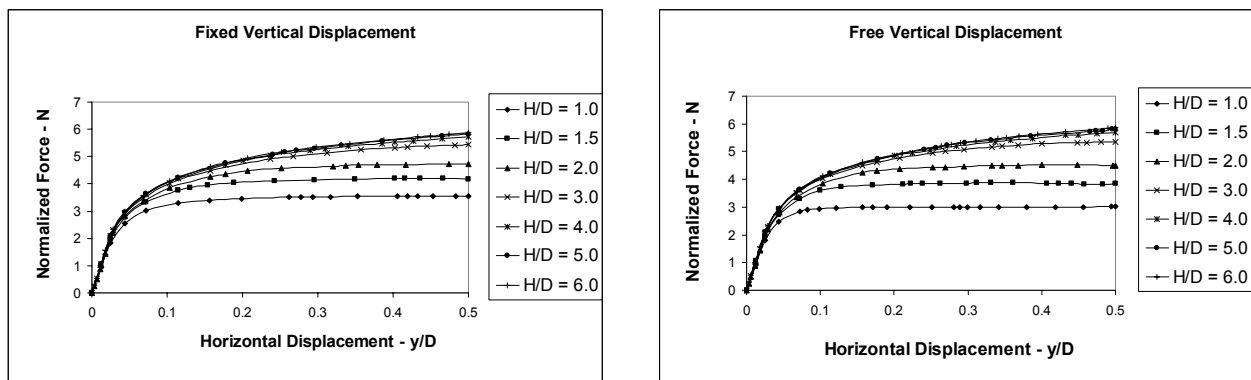 Fixed Vertical Displacement
Normalized Force - N
7
6
5
4
3
2
1
0
0
0.1
0.2
0.3
0.4
0.5
Horizontal Displacement - y/D
H/D = 1.0
H/D = 1.5
H/D = 2.0
H/D = 3.0
H/D = 4.0
H/D = 5.0
H/D = 6.0
Free Vertical Displacement
Normalized Force - N
7
6
5
4
3
2
1
0
0
0.1
0.2
0.3
0.4
0.5
Horizontal Displacement - y/D
H/D = 1.0
H/D = 1.5
H/D = 2.0
H/D = 3.0
H/D = 4.0
H/D = 5.0
H/D = 6.0